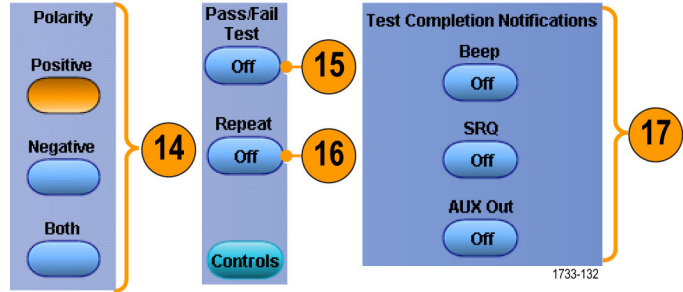 Polarity
Positive
Negative
Both
14
Pass/Fail
Test
Off
15
Repeat
Off
16
Controls
Test Completion Notifications
Beep
Off
SRQ
Off
AUX Out
Off
17
1733-132